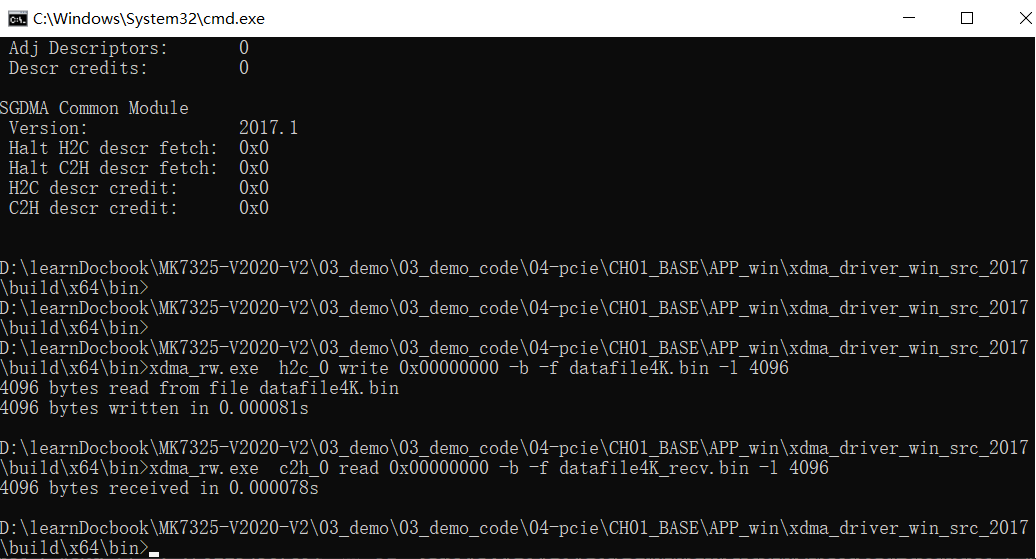 C:\Windows\System32\cmd.exe
Adj Descriptors: 0
Descr credits: 0
SGDMA Common Module
Version: 2017.1
Halt H2C descr fetch: 0x0
Halt C2H descr fetch: 0x0
H2C descr credit: 0x0
C2H descr credit: 0x0
D:\learnDocbook\MK7325-V2020-V2\03_demo\03_demo_code\04-pcie\CH01_BASE\APP_win\xdma_driver_win_src_2017
\build\x64\bin>
D:\learnDocbook\MK7325-V2020-V2\03_demo\03_demo_code\04-pcie\CH01_BASE\APP_win\xdma_driver_win_src_2017
\build\x64\bin>
D:\learnDocbook\MK7325-V2020-V2\03_demo\03_demo_code\04-pcie\CH01_BASE\APP_win\xdma_driver_win_src_2017
\build\x64\bin>xdma_rw.exe  h2c_0 write 0x00000000 -b -f datafile4K.bin -l 4096
4096 bytes read from file datafile4K.bin
4096 bytes written in 0.000081s
D:\learnDocbook\MK7325-V2020-V2\03_demo\03_demo_code\04-pcie\CH01_BASE\APP_win\xdma_driver_win_src_2017
\build\x64\bin>xdma_rw.exe  c2h_0 read 0x00000000 -b -f datafile4K_recv.bin -l 4096
4096 bytes received in 0.000078s
D:\learnDocbook\MK7325-V2020-V2\03_demo\03_demo_code\04-pcie\CH01_BASE\APP_win\xdma_driver_win_src_2017
\build\x64\bin>